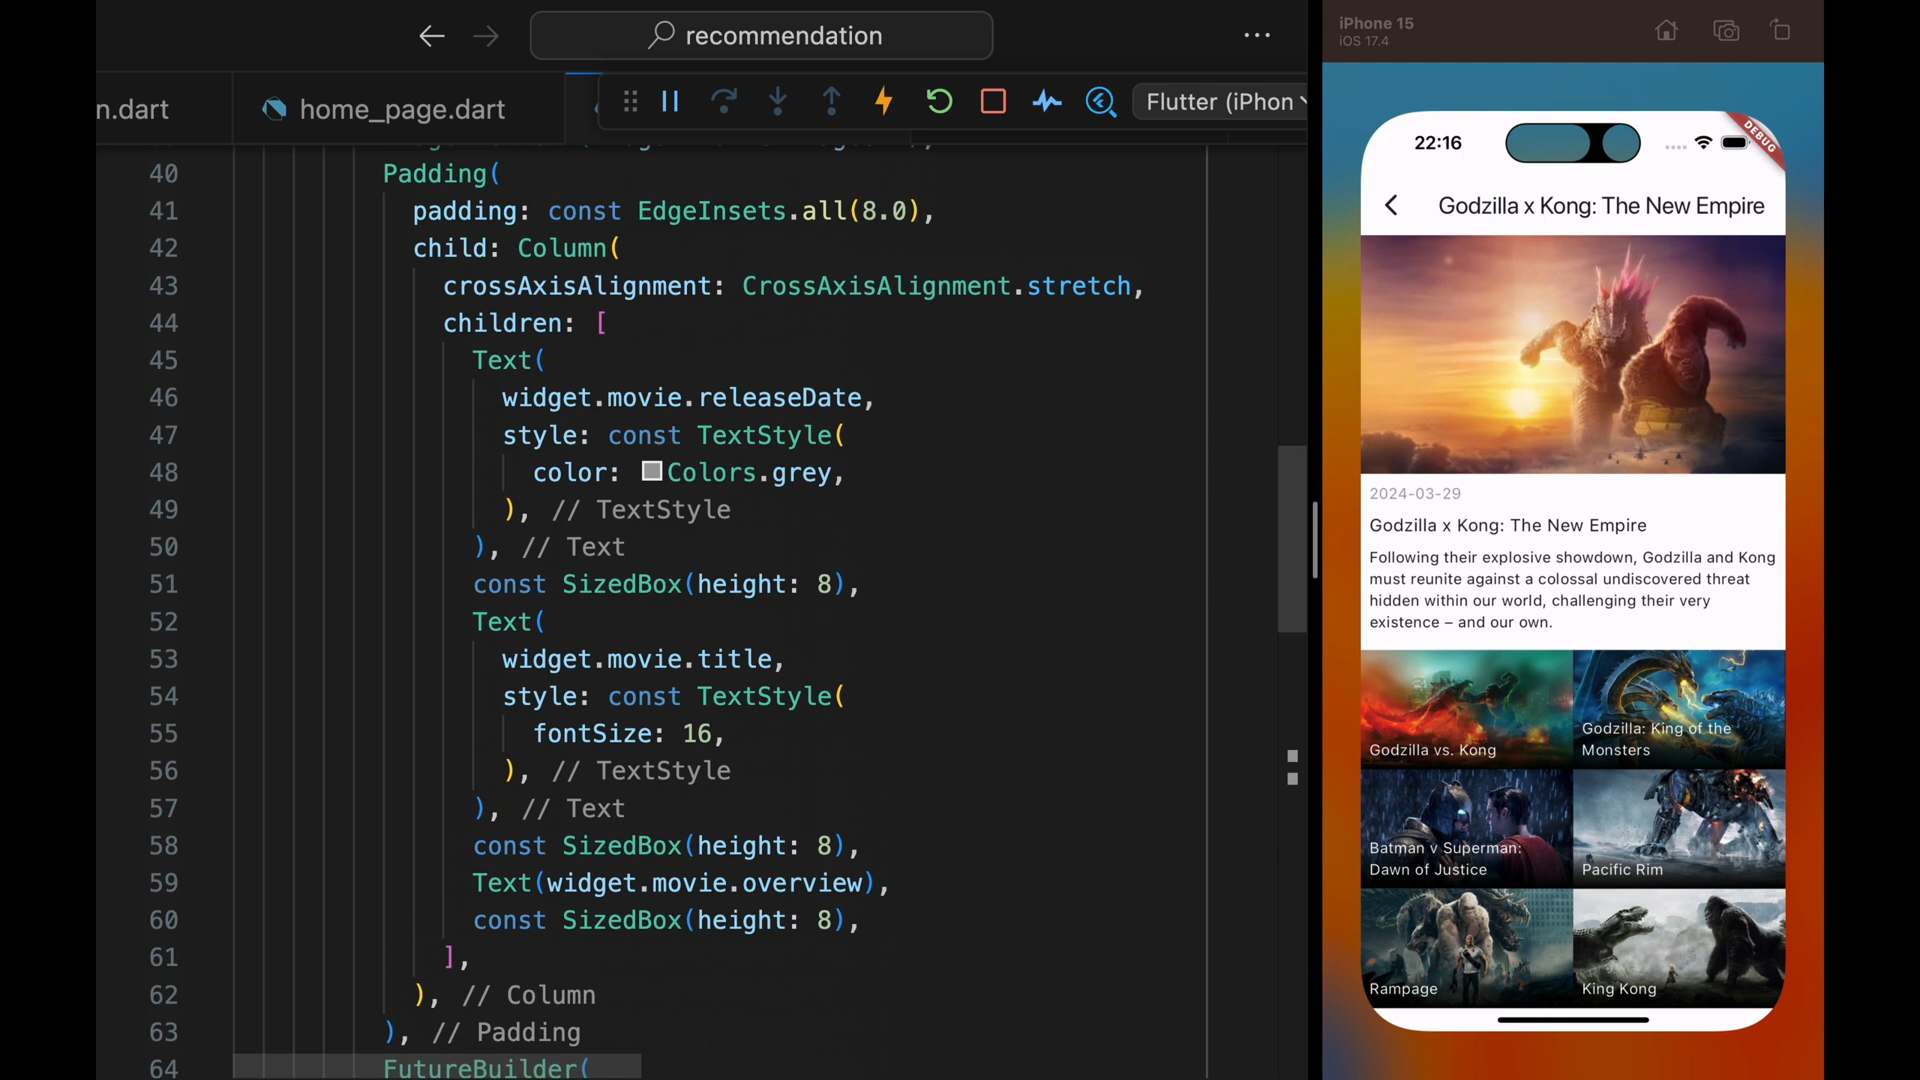 recommendation
...
iPhone 15
iOS 17.4
n.dart
home_page.dart
Flutter (iPhon
40 Padding(
41 padding: const EdgeInsets.all(8.0),
42 child: Column(
43 crossAxisAlignment: CrossAxisAlignment.stretch,
44 children: [
45 Text(
46 widget.movie.releaseDate,
47 style: const TextStyle(
48 color: Colors.grey,
49 ), // TextStyle
50 ), // Text
51 const SizedBox(height: 8),
52 Text(
53 widget.movie.title,
54 style: const TextStyle(
55 fontSize: 16,
56 ), // TextStyle
57 ), // Text
58 const SizedBox(height: 8),
59 Text(widget.movie.overview),
60 const SizedBox(height: 8),
61 ],
62 ), // Column
63 ), // Padding
64 FutureBuilder(
22:16
DEBUG
Godzilla x Kong: The New Empire
2024-03-29
Godzilla x Kong: The New Empire
Following their explosive showdown, Godzilla and Kong
must reunite against a colossal undiscovered threat
hidden within our world, challenging their very
existence – and our own.
Godzilla vs. Kong
Godzilla: King of the
Monsters
Batman v Superman:
Dawn of Justice
Pacific Rim
Rampage
King Kong